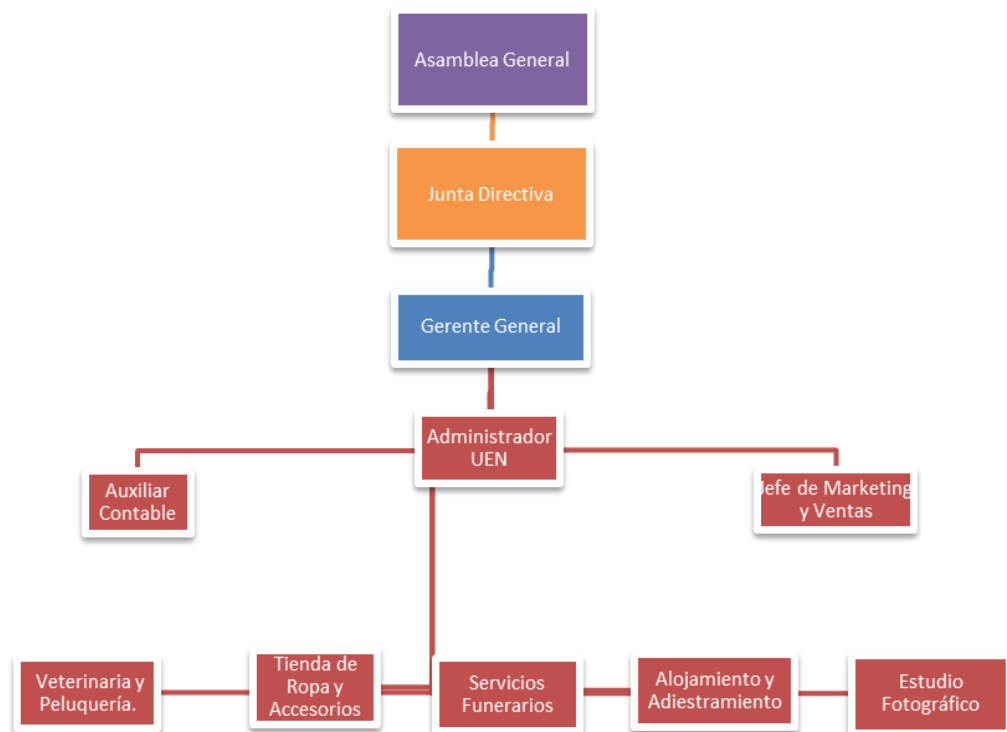 Asamblea General
Junta Directiva
Gerente General
Administrador
UEN
Auxiliar
Contable
Jefe de Marketing
y Ventas
Veterinaria y
Peluquería.
Tienda de
Ropa y
Accesorios
Servicios
Funerarios
Alojamiento y
Adiestramiento
Estudio
Fotográfico